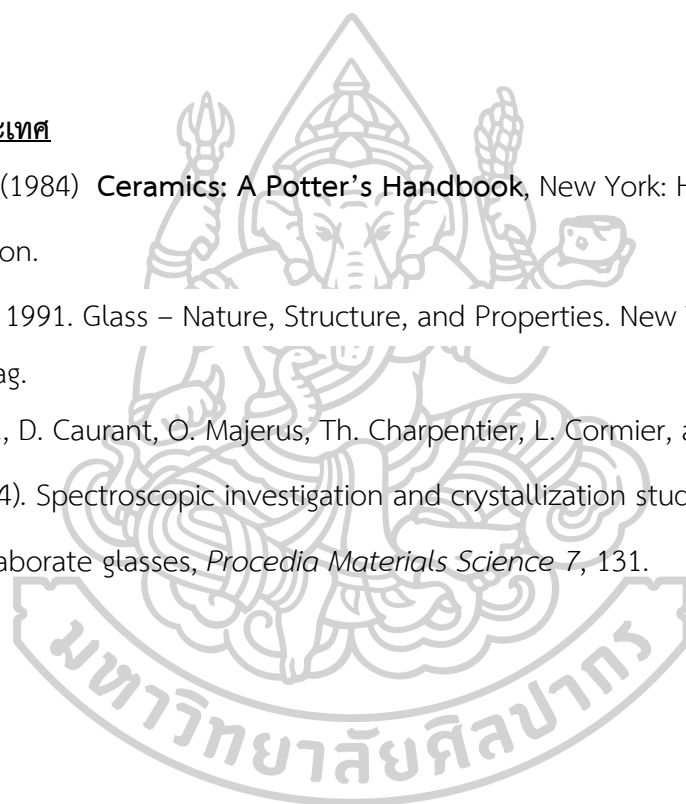 ะเทศ
(1984) Ceramics: A Potter’s Handbook, New York: H
on.
1991. Glass – Nature, Structure, and Properties. New
ag.
., D. Caurant, O. Majerus, Th. Charpentier, L. Cormier, a
4). Spectroscopic investigation and crystallization stud
aborate glasses, Procedia Materials Science 7, 131.
มหาวิทยาลัยศิลปากร